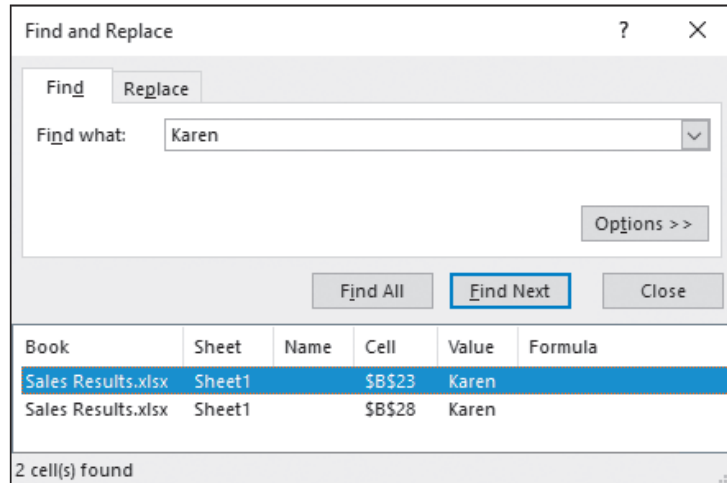 Find and Replace ?
Find Replace
Find what: Karen
Options >>
Find All Find Next Close
Book Sheet Name Cell Value Formula
Sales Results.xlsx Sheet1 $B$23 Karen
Sales Results.xlsx Sheet1 $B$28 Karen
2 cell(s) found